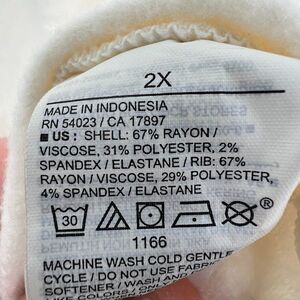 2X
MADE IN INDONESIA
RN 54023 / CA 17897
■ US : SHELL: 67% RAYON /
VISCOSE, 31% POLYESTER, 2%
SPANDEX / ELASTANE / RIB: 67%
RAYON / VISCOSE, 29% POLYESTER,
4% SPANDEX / ELASTANE
30 ®
1166
MACHINE WASH COLD GENTLE
CYCLE / DO NOT USE FABRIC
SOFTENER / WASH
LIKE COLORS